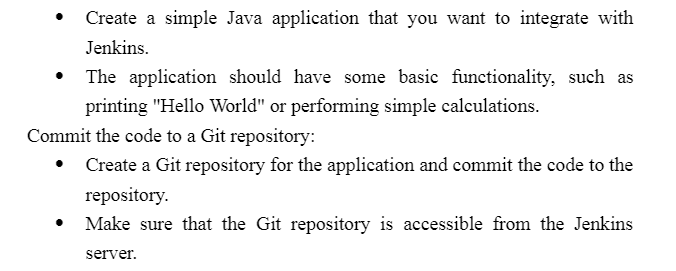 • Create a simple Java application that you want to integrate with
Jenkins.
• The application should have some basic functionality, such as
printing "Hello World" or performing simple calculations.
Commit the code to a Git repository:
• Create a Git repository for the application and commit the code to the
repository.
• Make sure that the Git repository is accessible from the Jenkins
server.